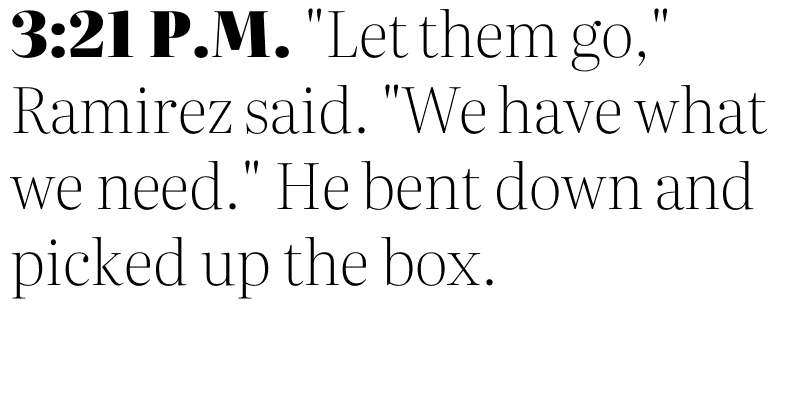 3:21 P.M. "Let them go,"
Ramirez said. "We have what
we need." He bent down and
picked up the box.